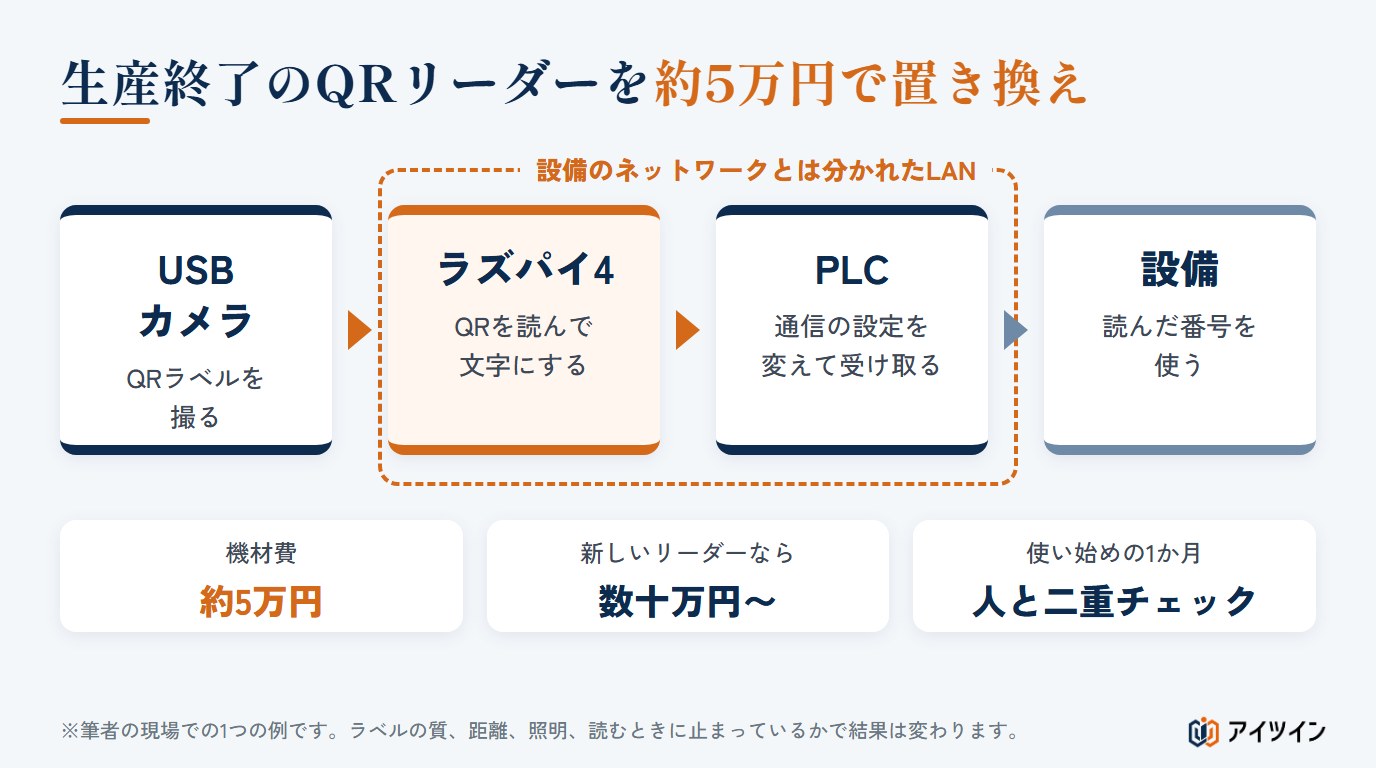 生産終了のQRリーダーを約5万円で置き換え
設備のネットワークとは分かれたLAN
USB
カメラ
QRラベルを
撮る
ラズパイ4
QRを読んで
文字にする
PLC
通信の設定を
変えて受け取る
設備
読んだ番号を
使う
機材費
約5万円
新しいリーダーなら
数十万円〜
使い始めの1か月
人と二重チェック
※筆者の現場での1つの例です。ラベルの質、距離、照明、読むときに止まっているかで結果は変わります。
アイツイン